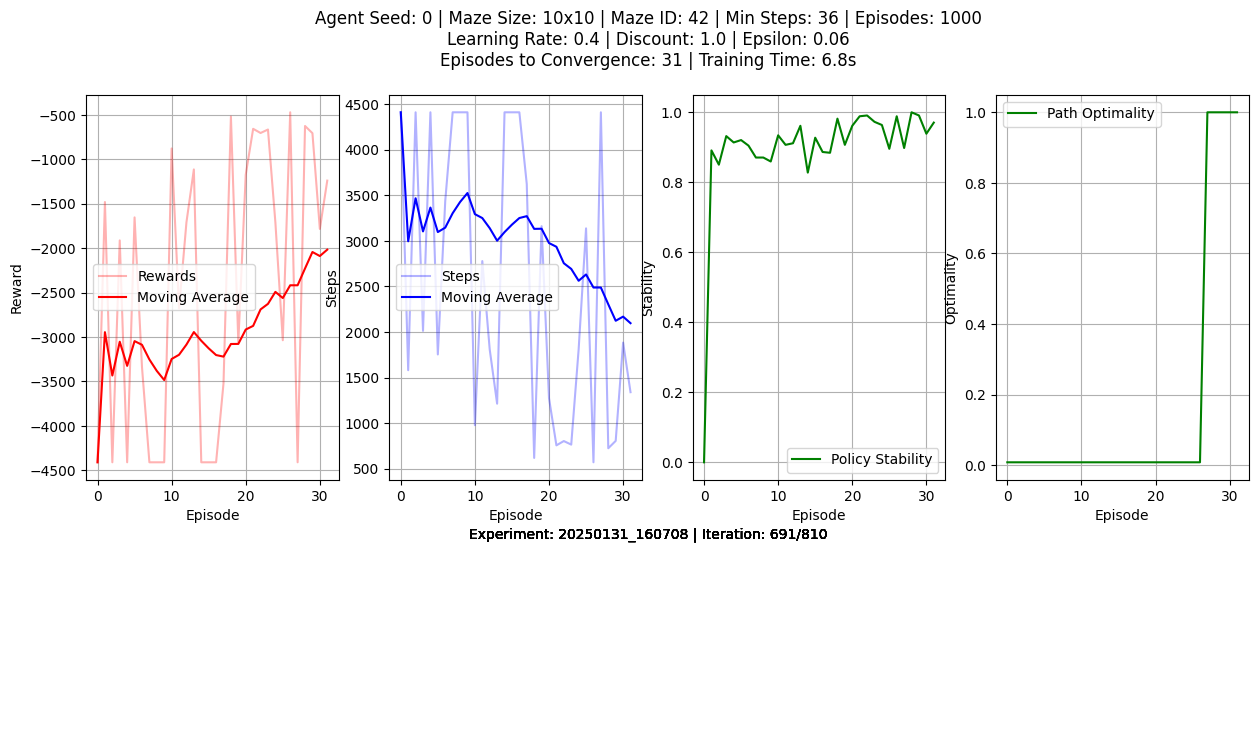 Agent Seed: 0 | Maze Size: 10x10 | Maze ID: 42 | Min Steps: 36 | Episodes: 1000
Learning Rate: 0.4 | Discount: 1.0 | Epsilon: 0.06
Episodes to Convergence: 31 | Training Time: 6.8s
Reward
−500
−1000
−1500
−2000
−2500
−3000
−3500
−4000
−4500
Rewards
Moving Average
0
10
20
30
Episode
Steps
4500
4000
3500
3000
2500
2000
1500
1000
500
Steps
Moving Average
0
10
20
30
Episode
Stability
1.0
0.8
0.6
0.4
0.2
0.0
Policy Stability
0
10
20
30
Episode
Optimality
1.0
0.8
0.6
0.4
0.2
0.0
Path Optimality
0
10
20
30
Episode
Experiment: 20250131_160708 | Iteration: 691/810